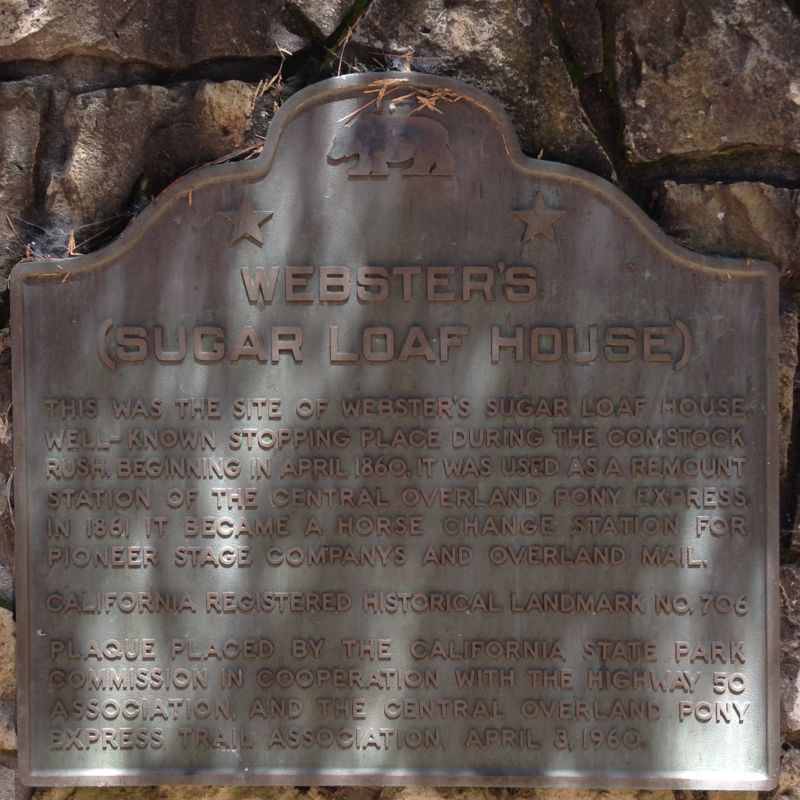 WEBSTER'S
(SUGAR LOAF HOUSE)
THIS WAS THE SITE OF WEBSTER'S SUGAR LOAF HOUSE,
WELL-KNOWN STOPPING PLACE DURING THE COMSTOCK
RUSH. BEGINNING IN APRIL 1860, IT WAS USED AS A REMOUNT
STATION OF THE CENTRAL OVERLAND PONY EXPRESS.
IN 1861 IT BECAME A HORSE CHANGE STATION FOR
PIONEER STAGE COMPANYS AND OVERLAND MAIL.
CALIFORNIA REGISTERED HISTORICAL LANDMARK NO. 706
PLAQUE PLACED BY THE CALIFORNIA STATE PARK
COMMISSION IN COOPERATION WITH THE HIGHWAY 50
ASSOCIATION, AND THE CENTRAL OVERLAND PONY
EXPRESS TRAIL ASSOCIATION, APRIL 3, 1960.